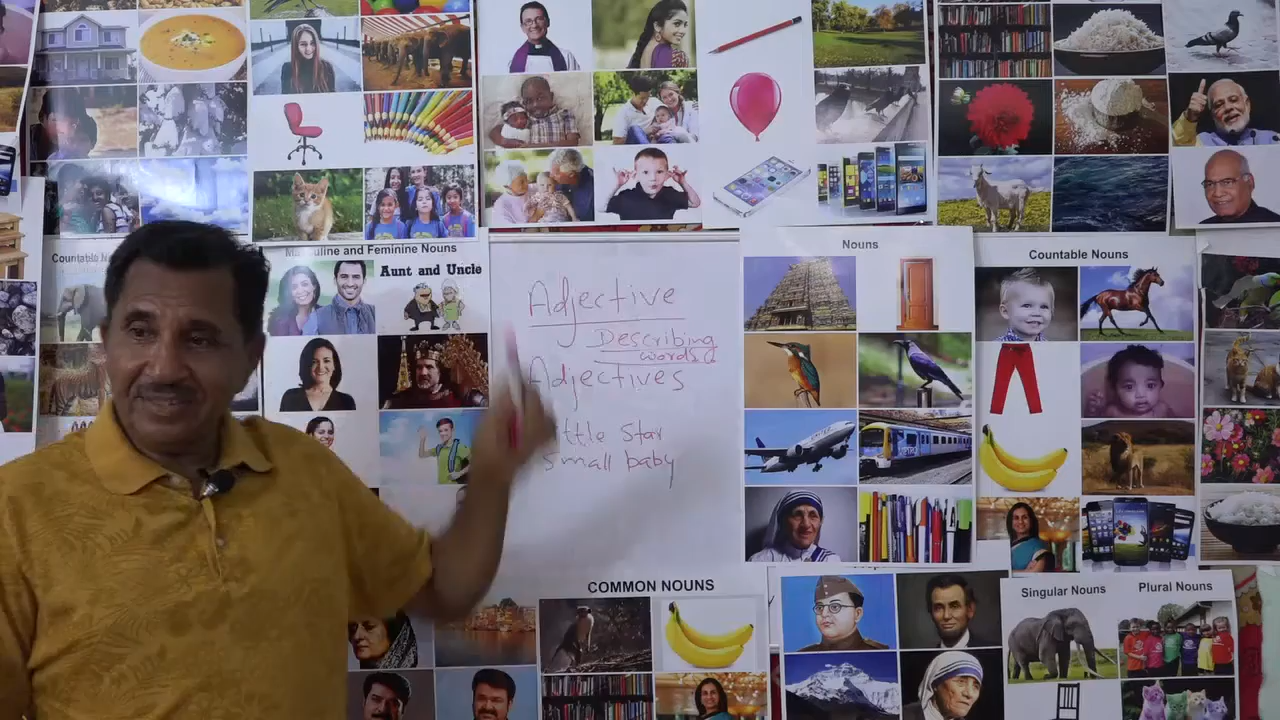 Masculine and Feminine Nouns
Aunt and Uncle
Adjective
Describing
words
Adjectives
ttle Star
Small baby
Nouns
Countable Nouns
COMMON NOUNS
Singular Nouns
Plural Nouns